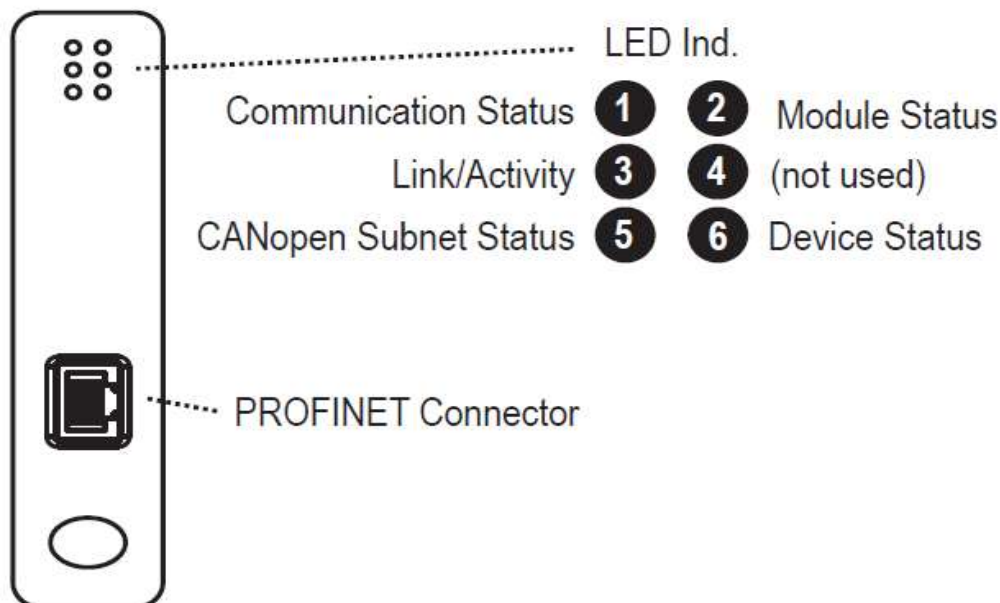 LED Ind.
Communication Status 1 2 Module Status
Link/Activity 3 4 (not used)
CANopen Subnet Status 5 6 Device Status
PROFINET Connector